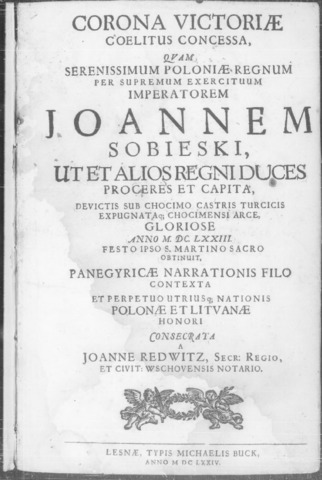 CORONA VICTORIÆ
COELITUS CONCESSA,
QVAM
SERENISSIMUM POLONIÆ REGNUM
PER SUPREMUM EXERCITUUM
IMPERATOREM
JOANNEM
SOBIESKI,
UT ET ALIOS REGNI DUCES
PROCERES ET CAPITA,
DEVICTIS SUB CHOCIMO CASTRIS TURCICIS
EXPUGNATAq; CHOCIMENSI ARCE.
GLORIOSE
ANNO M. DC. LXXIII.
FESTO IPSO S. MARTINO SACRO
OBTINUIT,
PANEGYRICÆ NARRATIONIS FILO
CONTEXTA
ET PERPETUO UTRIUSq; NATIONIS
POLONÆ ET LITVANÆ
HONORI
CONSECRATA
A
JOANNE REDWITZ, SECR: REGIO,
ET CIVIT: WSCHOVENSIS NOTARIO.
LESNÆ, TYPIS MICHAELIS BUCK,
ANNO M DC LXXIV.